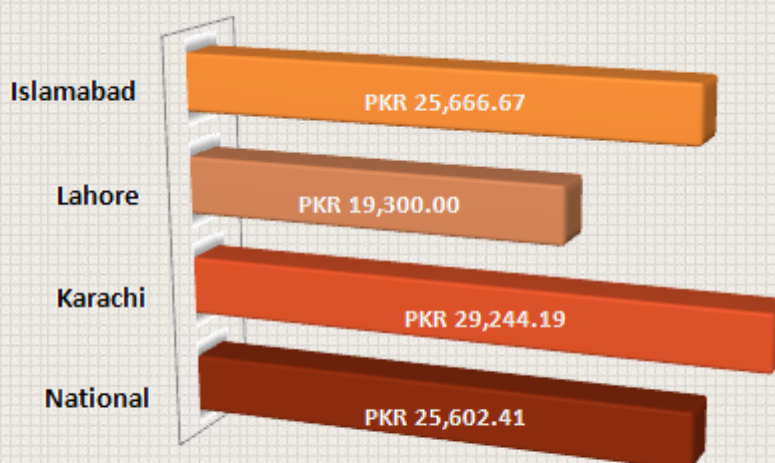 Islamabad
PKR 25,666.67
Lahore
PKR 19,300.00
Karachi
PKR 29,244.19
National
PKR 25,602.41